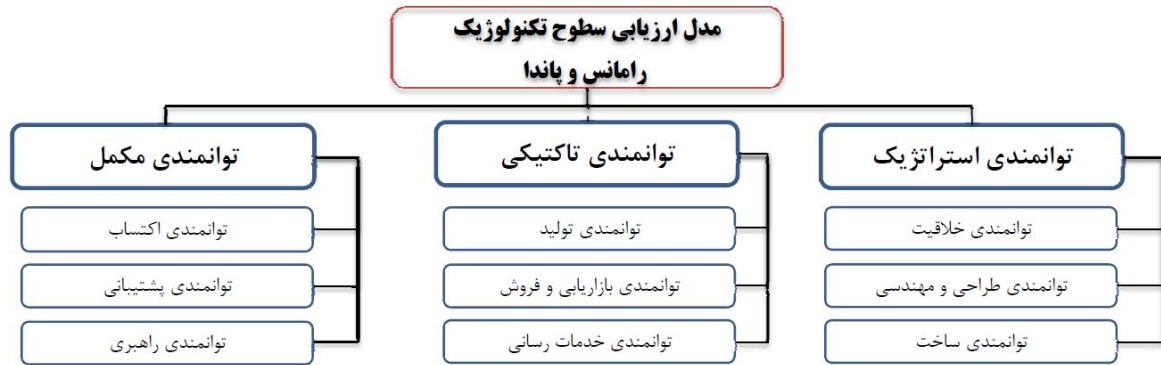 مدل ارزیابی سطوح تکنولوژیک
رامانس و پاندا
توانمندی استراتژیک
توانمندی خلاقیت
توانمندی طراحی و مهندسی
توانمندی ساخت
توانمندی تاکتیکی
توانمندی تولید
توانمندی بازاریابی و فروش
توانمندی خدمات رسانی
توانمندی مکمل
توانمندی اکتساب
توانمندی پشتیبانی
توانمندی راهبری